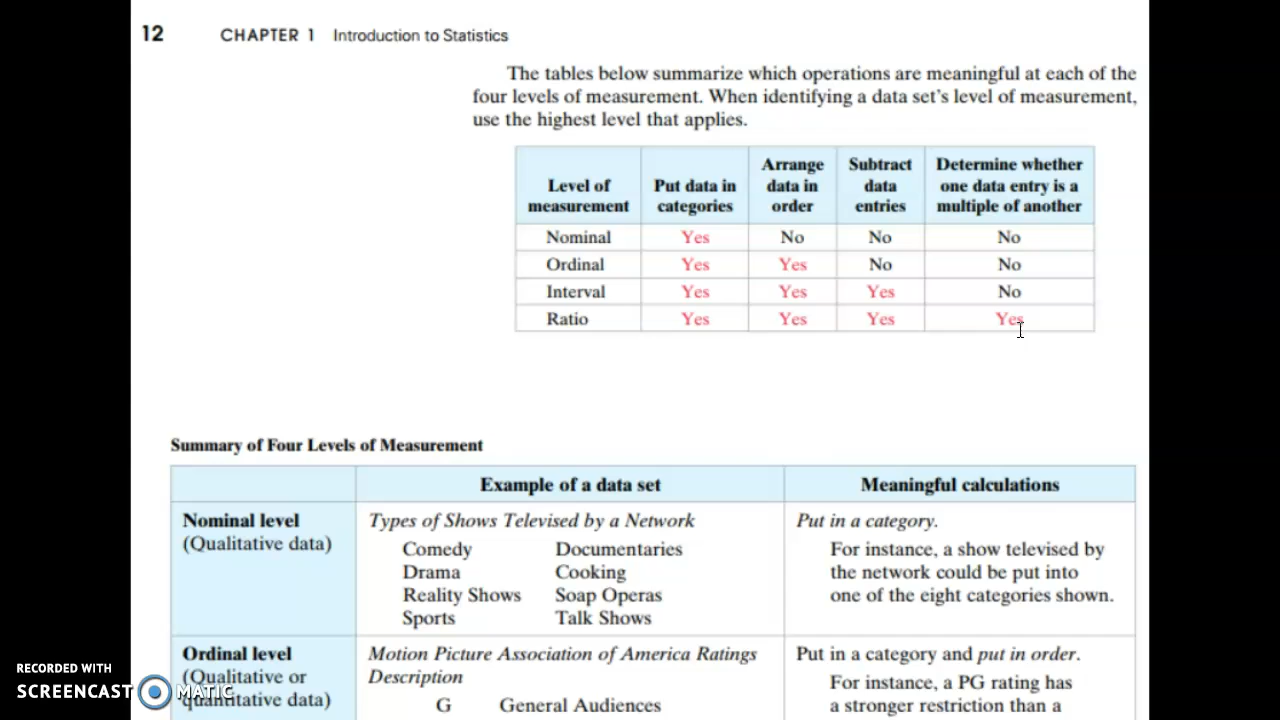 12 CHAPTER 1 Introduction to Statistics
The tables below summarize which operations are meaningful at each of the
four levels of measurement. When identifying a data set's level of measurement,
use the highest level that applies.
Level of measurement Put data in categories Arrange data in order Subtract data entries Determine whether one data entry is a multiple of another
Nominal Yes No No No
Ordinal Yes Yes No No
Interval Yes Yes Yes No
Ratio Yes Yes Yes Yes
Summary of Four Levels of Measurement
Example of a data set Meaningful calculations
Nominal level
(Qualitative data)
Types of Shows Televised by a Network
Comedy Documentaries
Drama Cooking
Reality Shows Soap Operas
Sports Talk Shows
Put in a category.
For instance, a show televised by
the network could be put into
one of the eight categories shown.
Ordinal level
(Qualitative or
quantitative data)
Motion Picture Association of America Ratings
Description
G General Audiences
Put in a category and put in order.
For instance, a PG rating has
a stronger restriction than a
RECORDED WITH
SCREENCAST MATIC